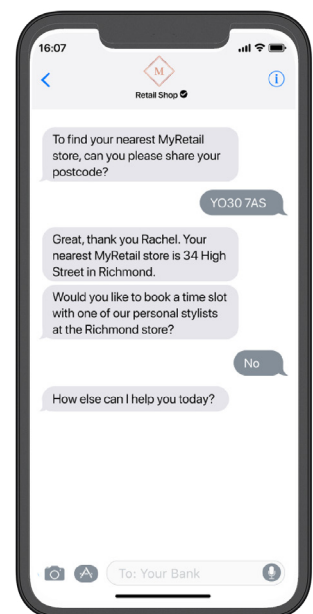 16:07
M
Retail Shop
To find your nearest MyRetail
store, can you please share your
postcode?
YO30 7AS
Great, thank you Rachel. Your
nearest MyRetail store is 34 High
Street in Richmond.
Would you like to book a time slot
with one of our personal stylists
at the Richmond store?
No
How else can I help you today?
To: Your Bank